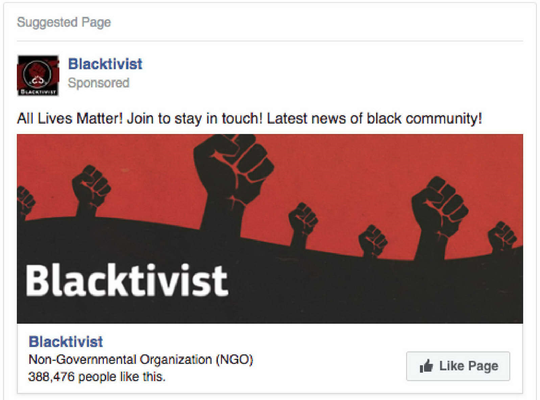 Suggested Page
Blacktivist
Sponsored
BLACKTIVIST
All Lives Matter! Join to stay in touch! Latest news of black community!
Blacktivist
Blacktivist
Non-Governmental Organization (NGO)
388,476 people like this.
Like Page